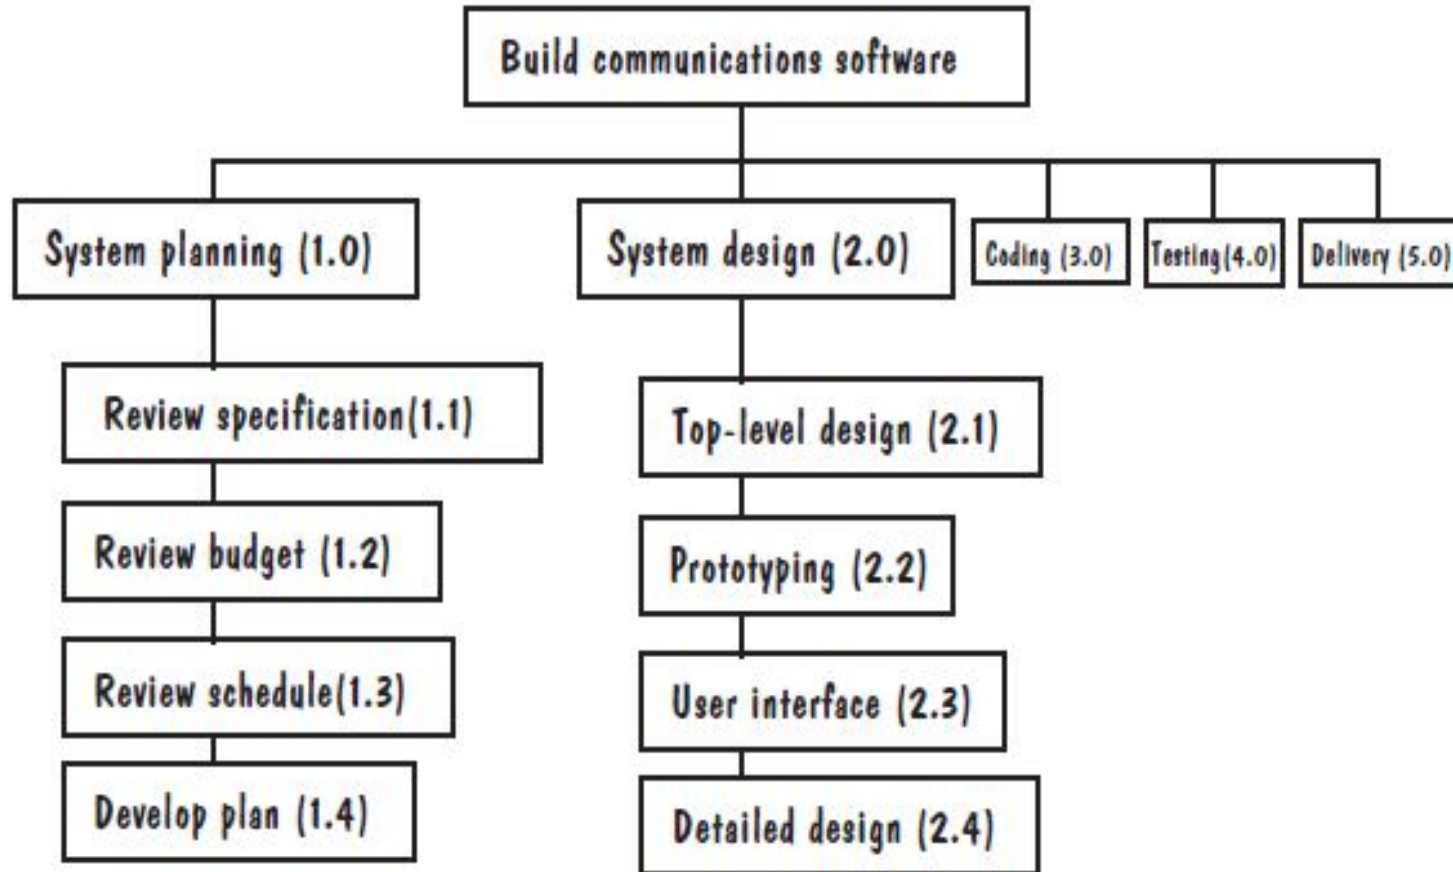 Build communications software
System planning (1.0)
System design (2.0)
Coding (3.0)
Testing(4.0)
Delivery (5.0)
Review specification(1.1)
Review budget (1.2)
Review schedule(1.3)
Develop plan (1.4)
Top-level design (2.1)
Prototyping (2.2)
User interface (2.3)
Detailed design (2.4)